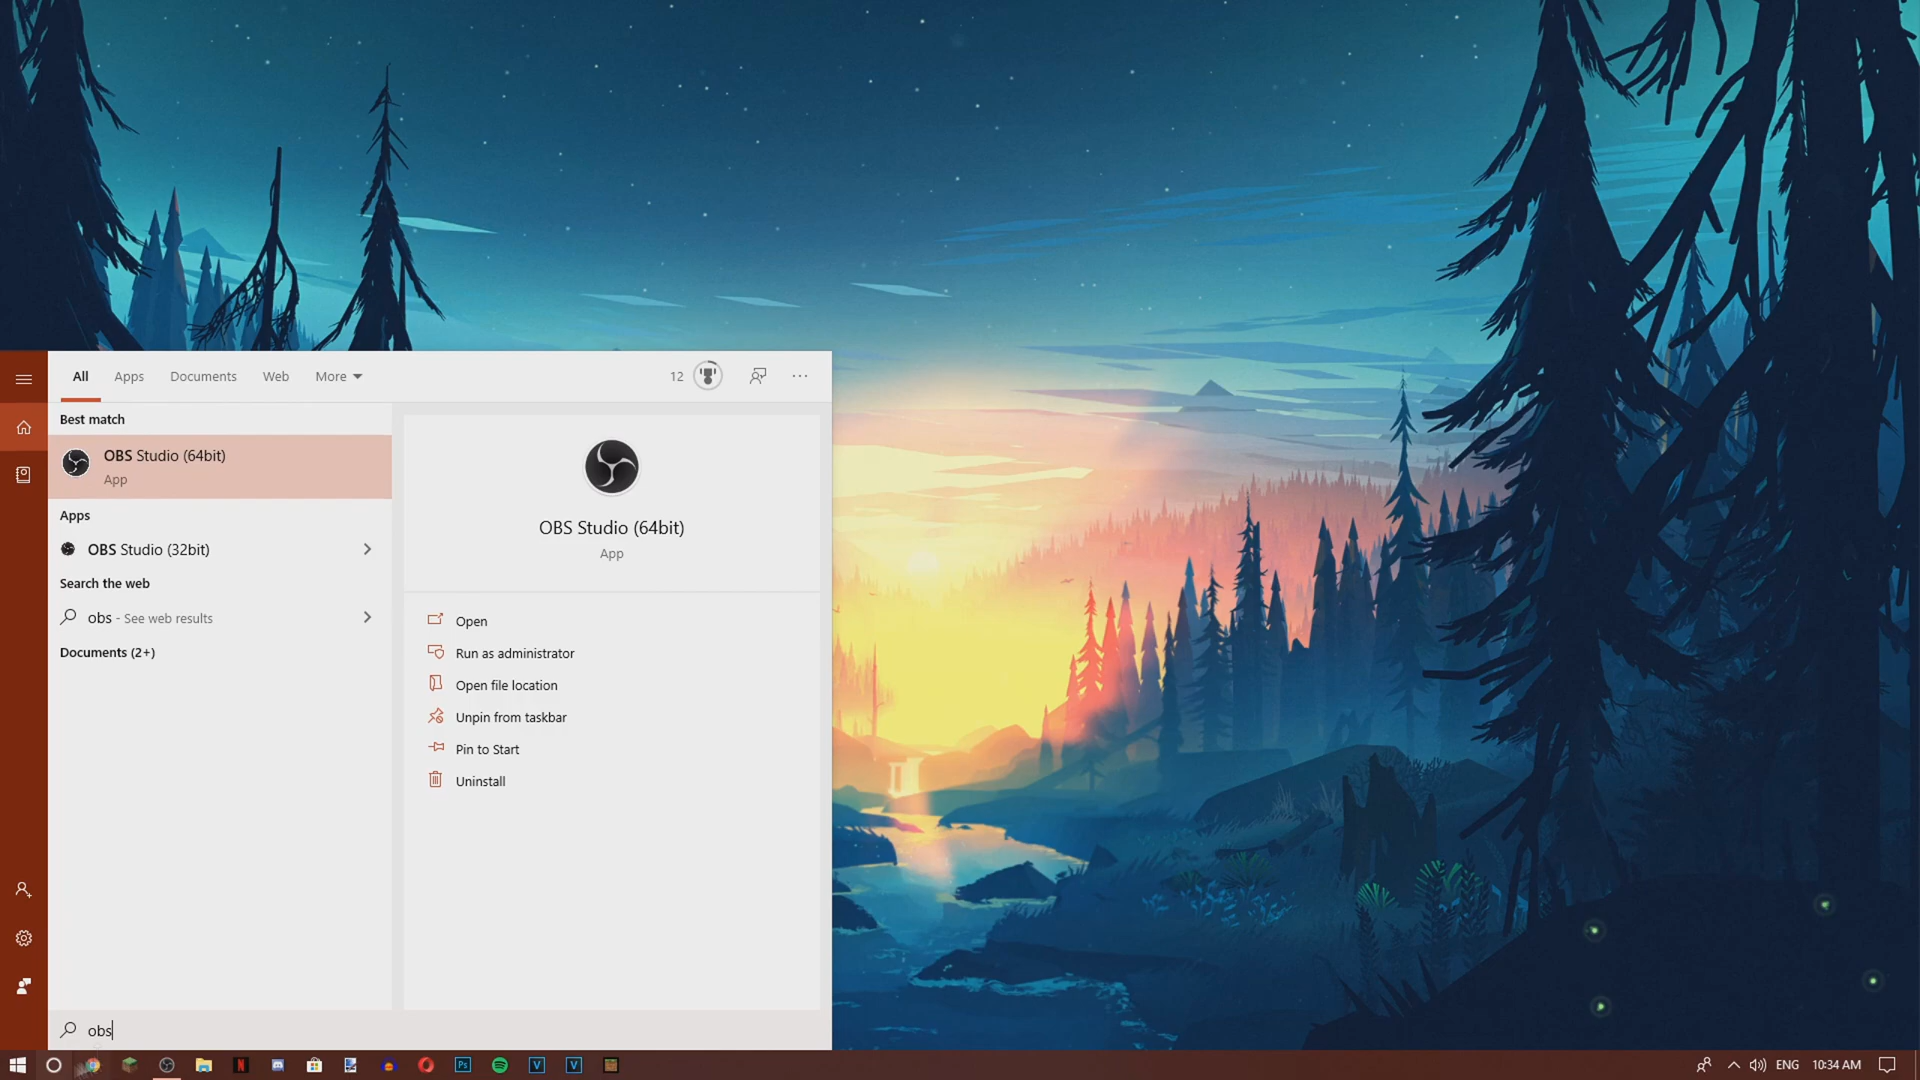 All
Apps
Documents
Web
More
12
Best match
OBS Studio (64bit)
App
Apps
OBS Studio (32bit)
Search the web
obs - See web results
Documents (2+)
OBS Studio (64bit)
App
Open
Run as administrator
Open file location
Unpin from taskbar
Pin to Start
Uninstall
obs
N
Ps
V
V
ENG
10:34 AM